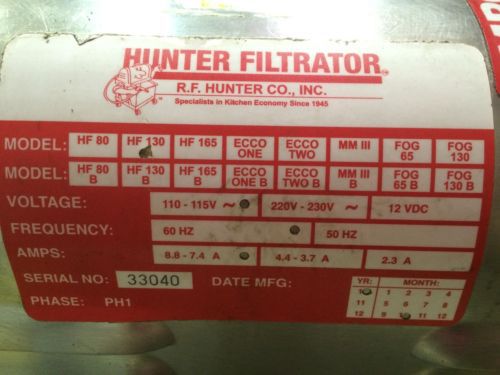 HUNTER FILTRATOR TM
R.F. HUNTER CO., INC.
Specialists in Kitchen Economy Since 1945
MODEL: HF 80 HF 130 HF 165 ECCO ONE ECCO TWO MM III FOG 65 FOG 130
MODEL: HF 80 B HF 130 B HF 165 B ECCO ONE B ECCO TWO B MM III B FOG 65 B FOG 130 B
VOLTAGE: 110 - 115V ~ 220V - 230V ~ 12 VDC
FREQUENCY: 60 HZ 50 HZ
AMPS: 8.8 - 7.4 A 4.4 - 3.7 A 2.3 A
SERIAL NO: 33040 DATE MFG: YR: MONTH:
1 2 3 4
PHASE: PH1 11 5 6 7 8
12 9 11 12